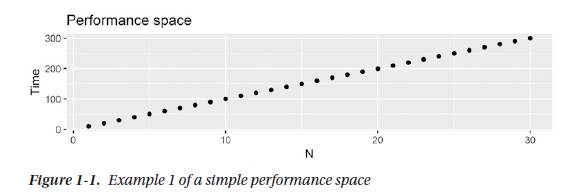 Performance space
300
200
100
0
Time
0 10 20 30
N
Figure 1-1. Example 1 of a simple performance space